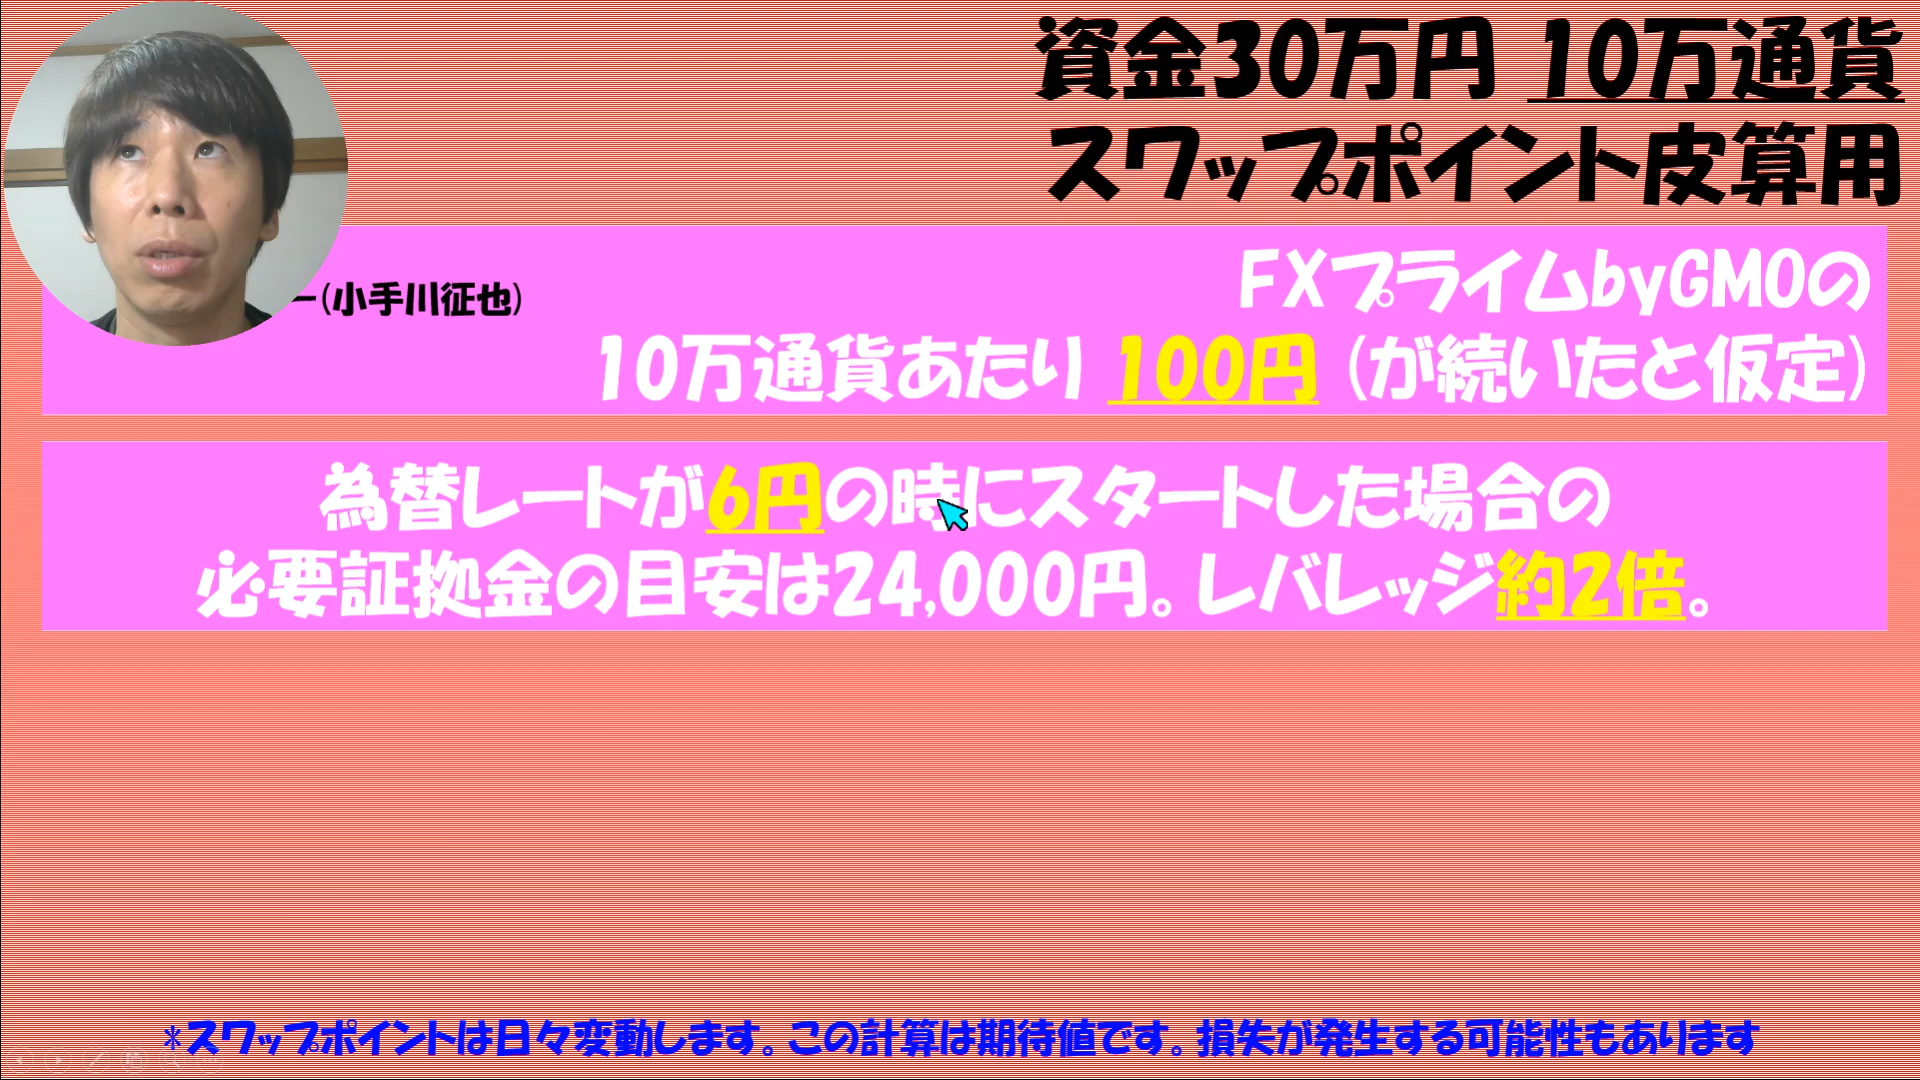 資金30万円 10万通貨
スワップポイント皮算用
ー(小手川征也)
FXプライムbyGMOの
10万通貨あたり 100円 (が続いたと仮定)
為替レートが6円の時にスタートした場合の
必要証拠金の目安は24,000円。レバレッジ約2倍。
*スワップポイントは日々変動します。この計算は期待値です。損失が発生する可能性もあります